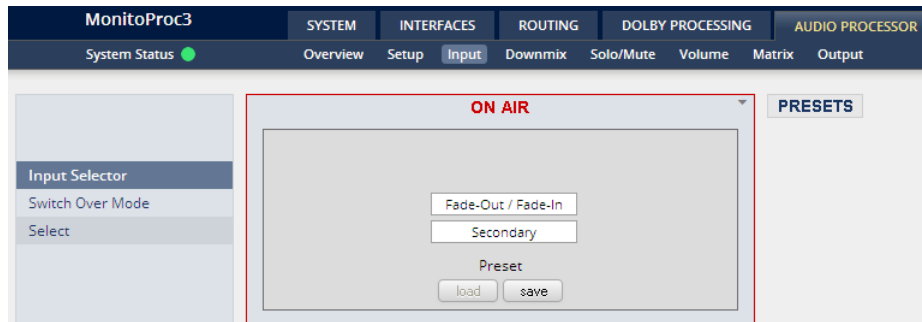 MonitoProc3 SYSTEM INTERFACES ROUTING DOLBY PROCESSING AUDIO PROCESSOR
System Status Overview Setup Input Downmix Solo/Mute Volume Matrix Output
ON AIR PRESETS
Input Selector
Switch Over Mode Fade-Out / Fade-In
Select Secondary
Preset
load save